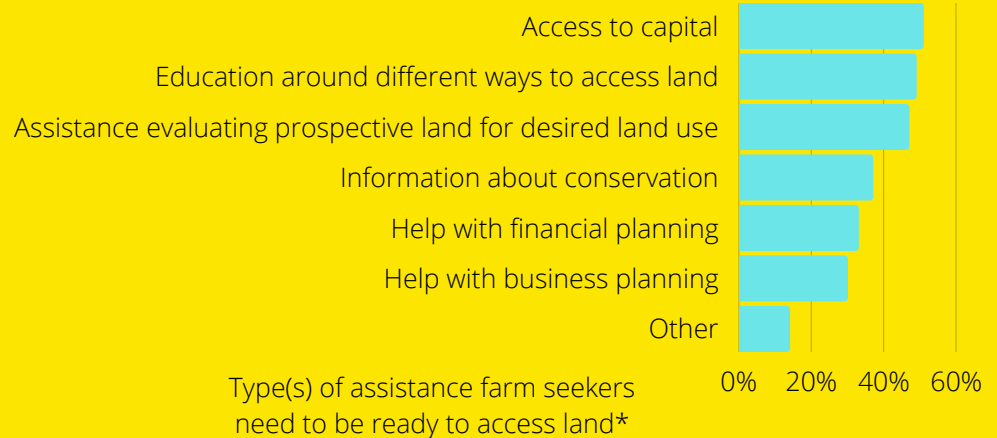 Access to capital
Education around different ways to access land
Assistance evaluating prospective land for desired land use
Information about conservation
Help with financial planning
Help with business planning
Other
0% 20% 40% 60%
Type(s) of assistance farm seekers
need to be ready to access land*